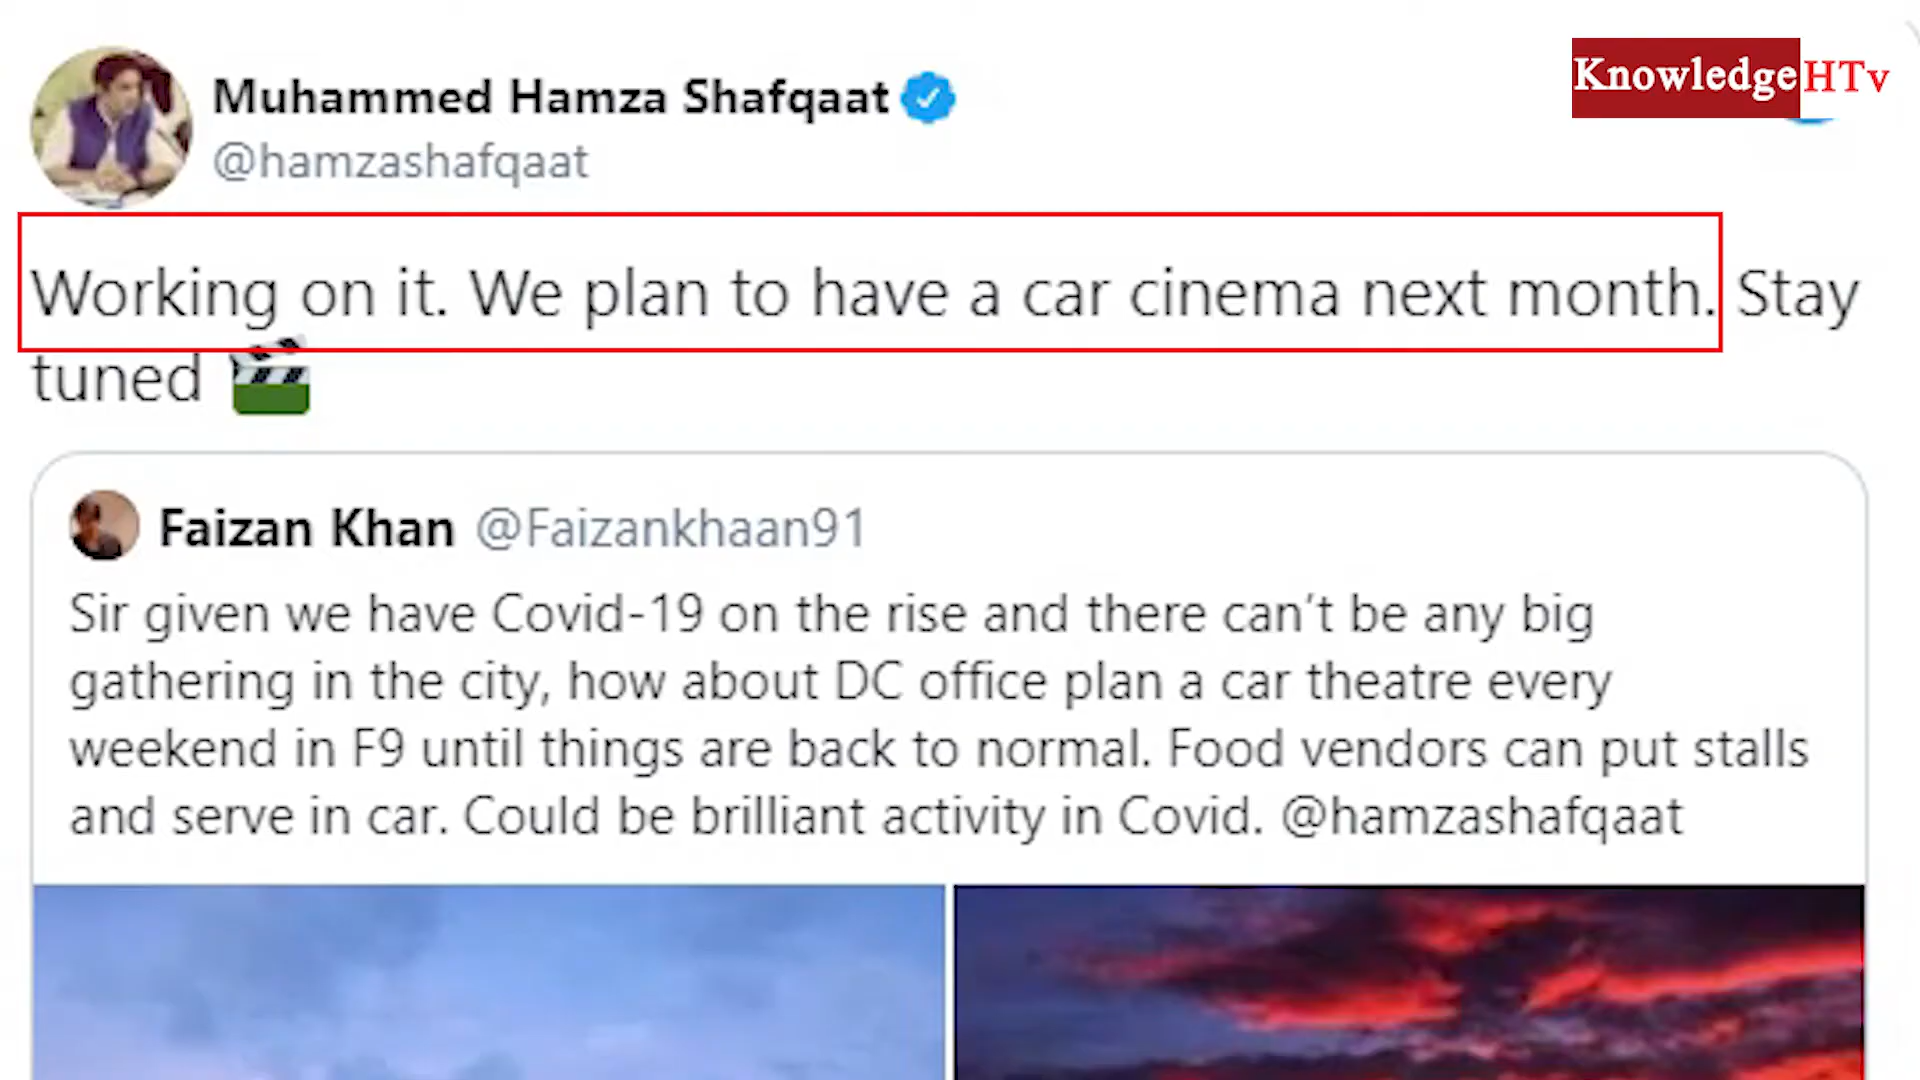 KnowledgeHTv
Muhammed Hamza Shafqaat
@hamzashafqaat
Working on it. We plan to have a car cinema next month. Stay
tuned
Faizan Khan @Faizankhaan91
Sir given we have Covid-19 on the rise and there can't be any big
gathering in the city, how about DC office plan a car theatre every
weekend in F9 until things are back to normal. Food vendors can put stalls
and serve in car. Could be brilliant activity in Covid. @hamzashafqaat